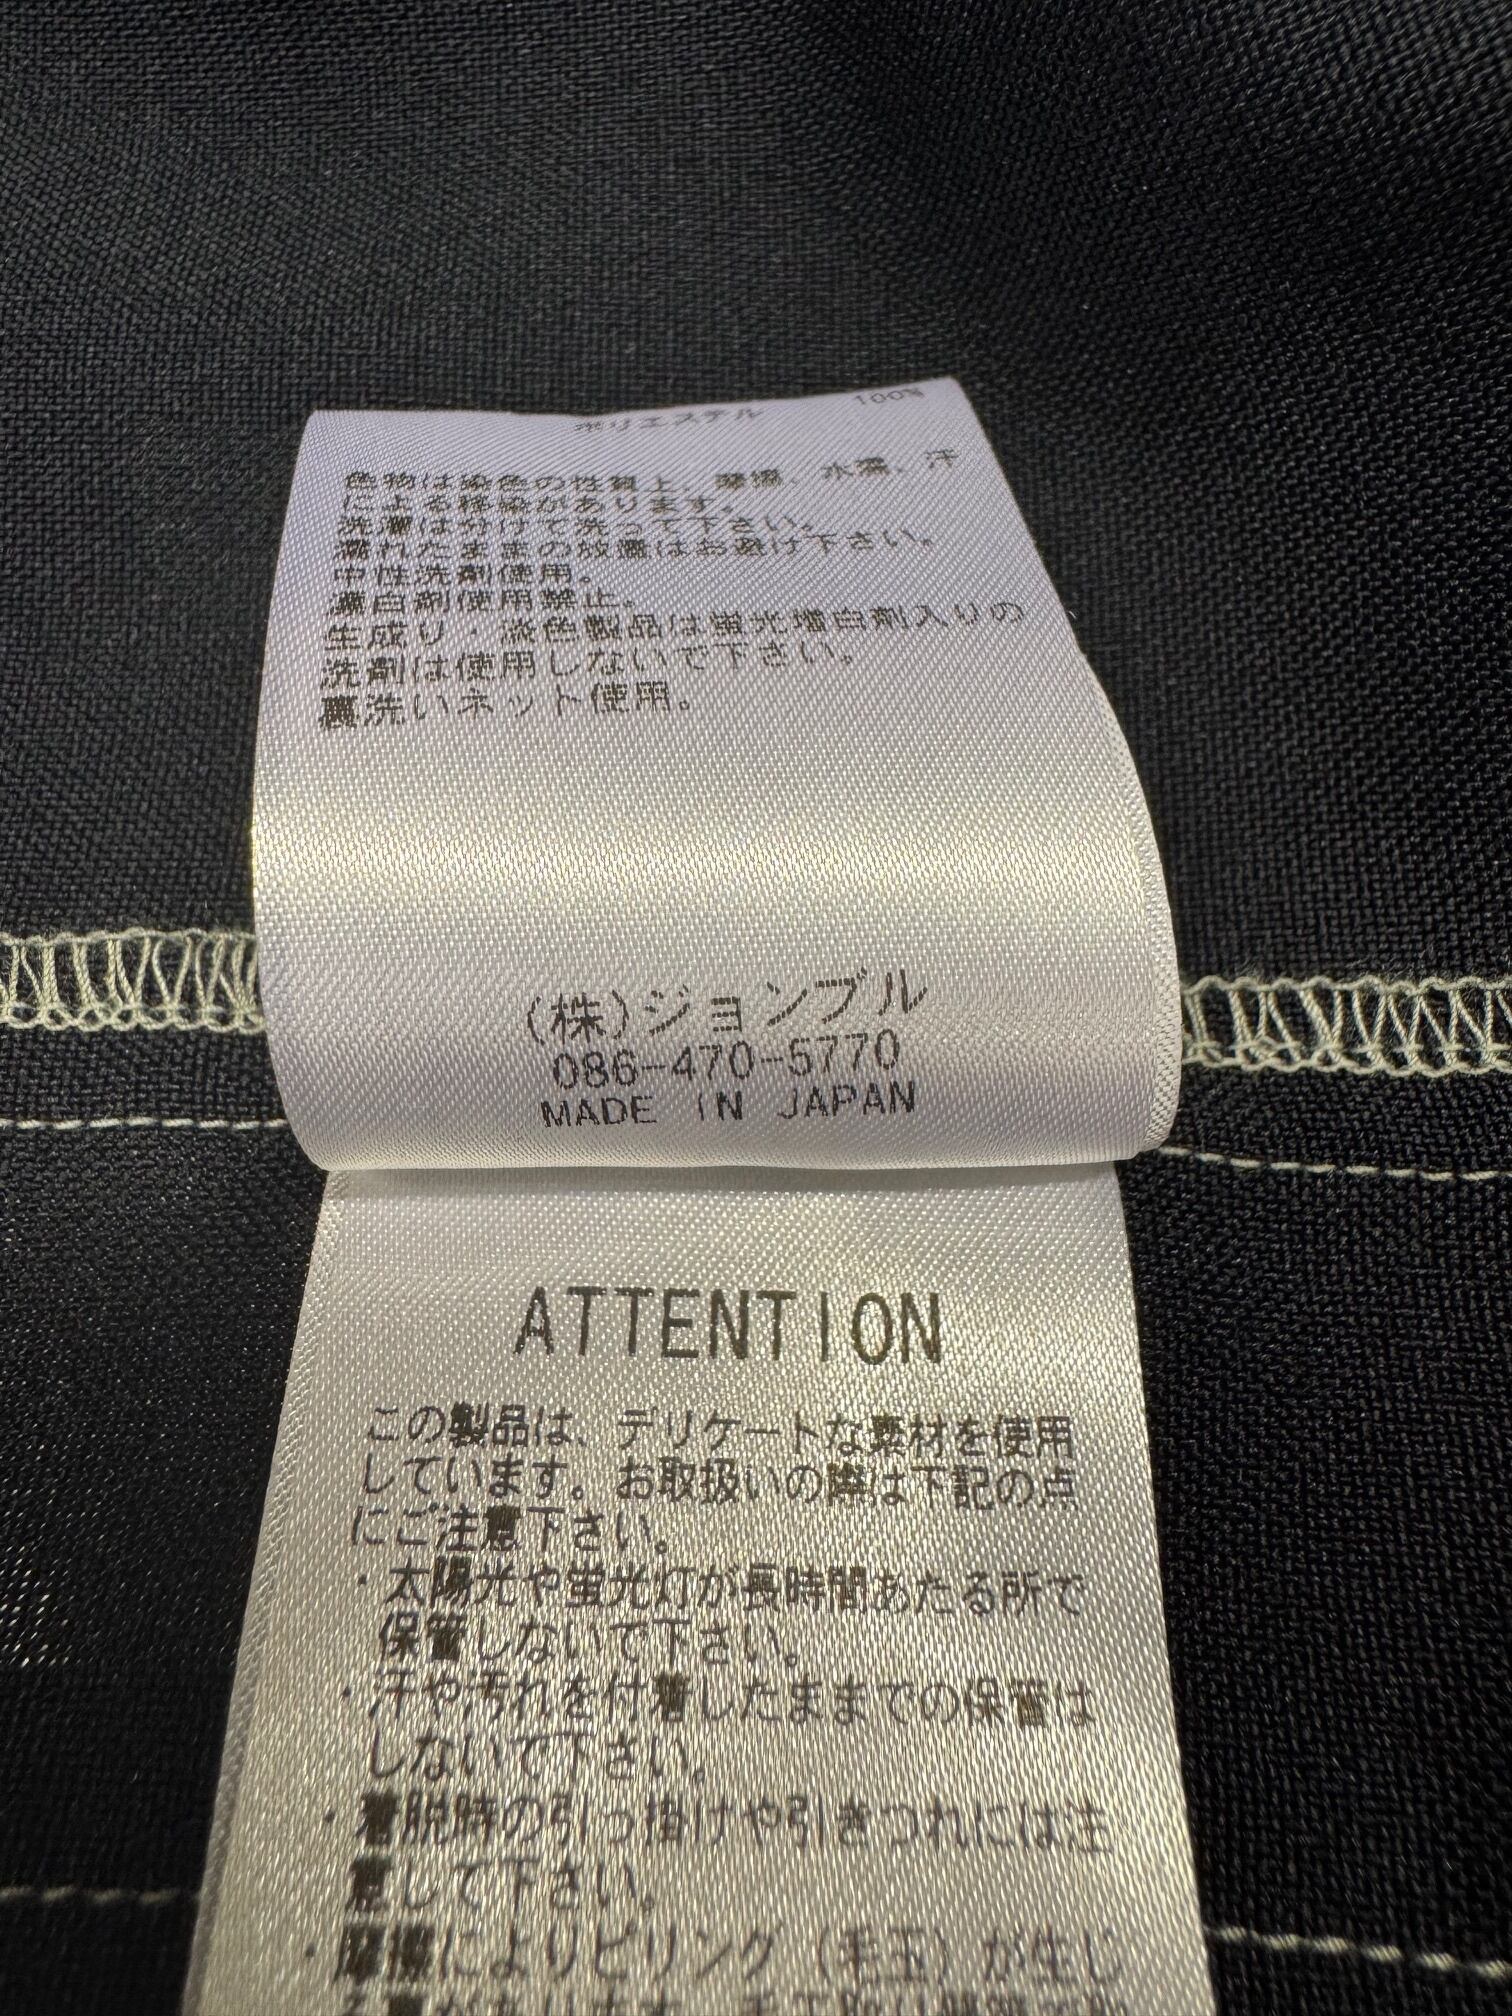 ポリエステル 100%
色物は染色の性質上、摩擦、水濡、汗
による移染があります。
洗濯は分けて洗って下さい。
濡れたままの放置はお避け下さい。
中性洗剤使用。
漂白剤使用禁止。
生成り・淡色製品は蛍光増白剤入りの
洗剤は使用しないで下さい。
裏洗いネット使用。
(株)ジョンブル
086-470-5770
MADE IN JAPAN
ATTENTION
この製品は、デリケートな素材を使用
しています。お取扱いの際は下記の点
にご注意下さい。
・太陽光や蛍光灯が長時間あたる所で
保管しないで下さい。
・汗や汚れを付着したままでの保管は
しないで下さい。
・着脱時の引っ掛けや引きつれには注
意して下さい。
・摩擦によりピリング(毛玉)が生じ